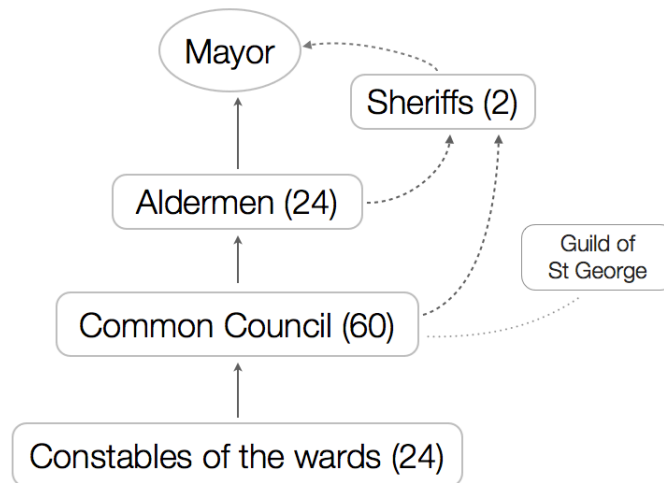 Mayor
Sheriffs (2)
Aldermen (24)
Guild of
St George
Common Council (60)
Constables of the wards (24)